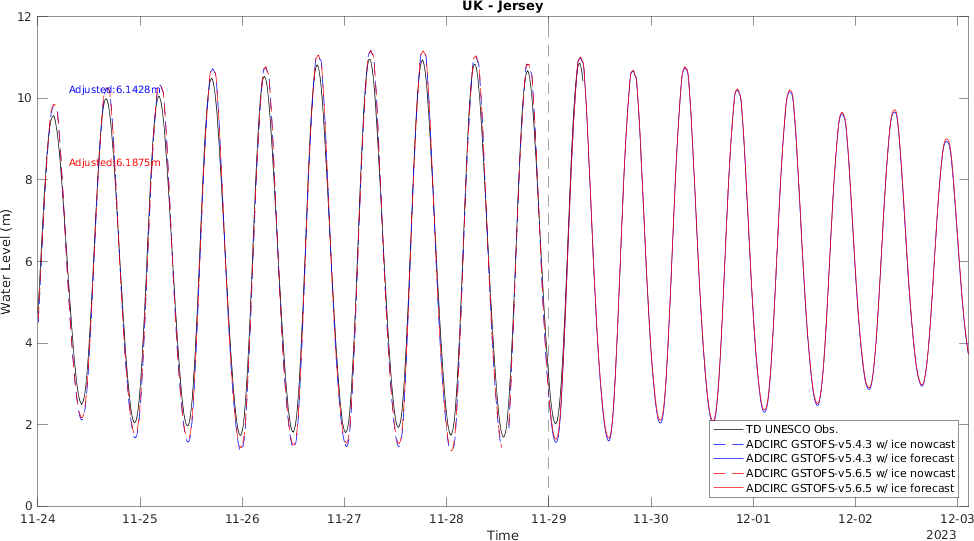 UK - Jersey
12
10
8
6
4
2
0
Water Level (m)
Adjusted:6.1428m
Adjusted:6.1875m
TD UNESCO Obs.
ADCIRC GSTOFS-v5.4.3 w/ ice nowcast
ADCIRC GSTOFS-v5.4.3 w/ ice forecast
ADCIRC GSTOFS-v5.6.5 w/ ice nowcast
ADCIRC GSTOFS-v5.6.5 w/ ice forecast
11-24 11-25 11-26 11-27 11-28 11-29 11-30 12-01 12-02 12-03
Time
2023